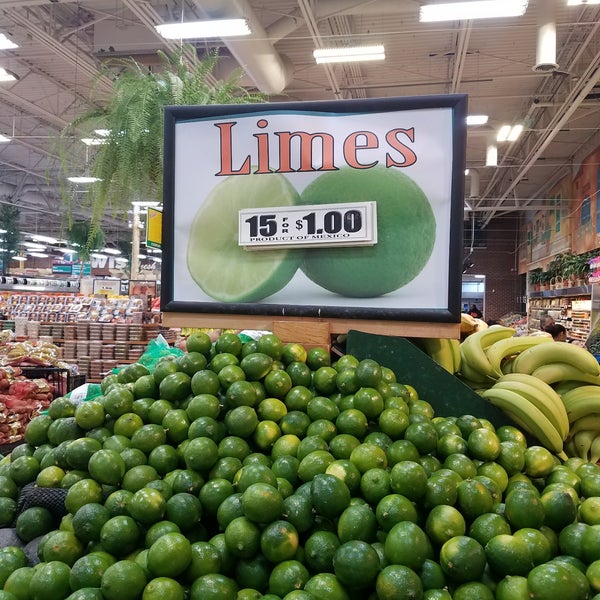 Limes
15 FOR $1.00
PRODUCT OF MEXICO